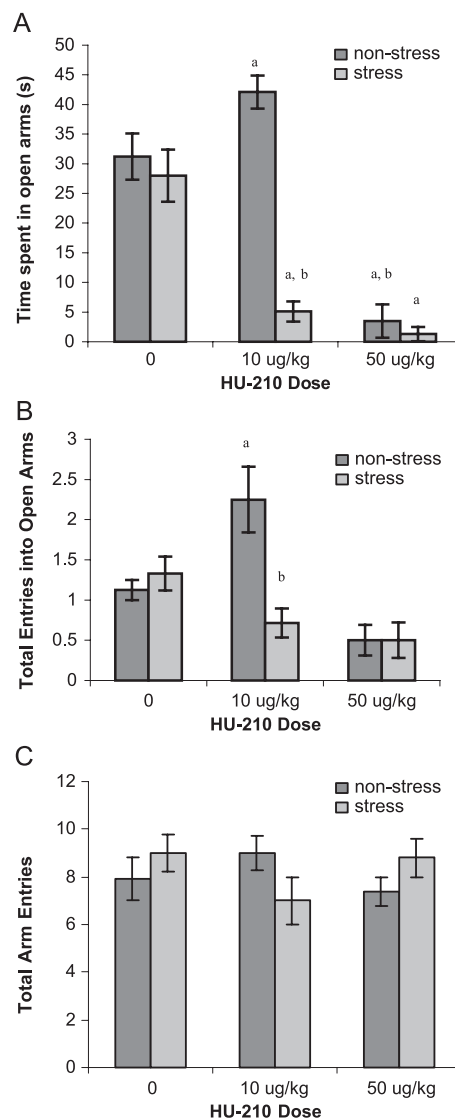 A
Time spent in open arms (s)
50
45
40
35
30
25
20
15
10
5
0
non-stress
stress
a
a, b
a, b
a
0
10 ug/kg
50 ug/kg
HU-210 Dose
B
Total Entries into Open Arms
3
2.5
2
1.5
1
0.5
0
non-stress
stress
a
b
0
10 ug/kg
50 ug/kg
HU-210 Dose
C
Total Arm Entries
12
10
8
6
4
2
0
non-stress
stress
0
10 ug/kg
50 ug/kg
HU-210 Dose